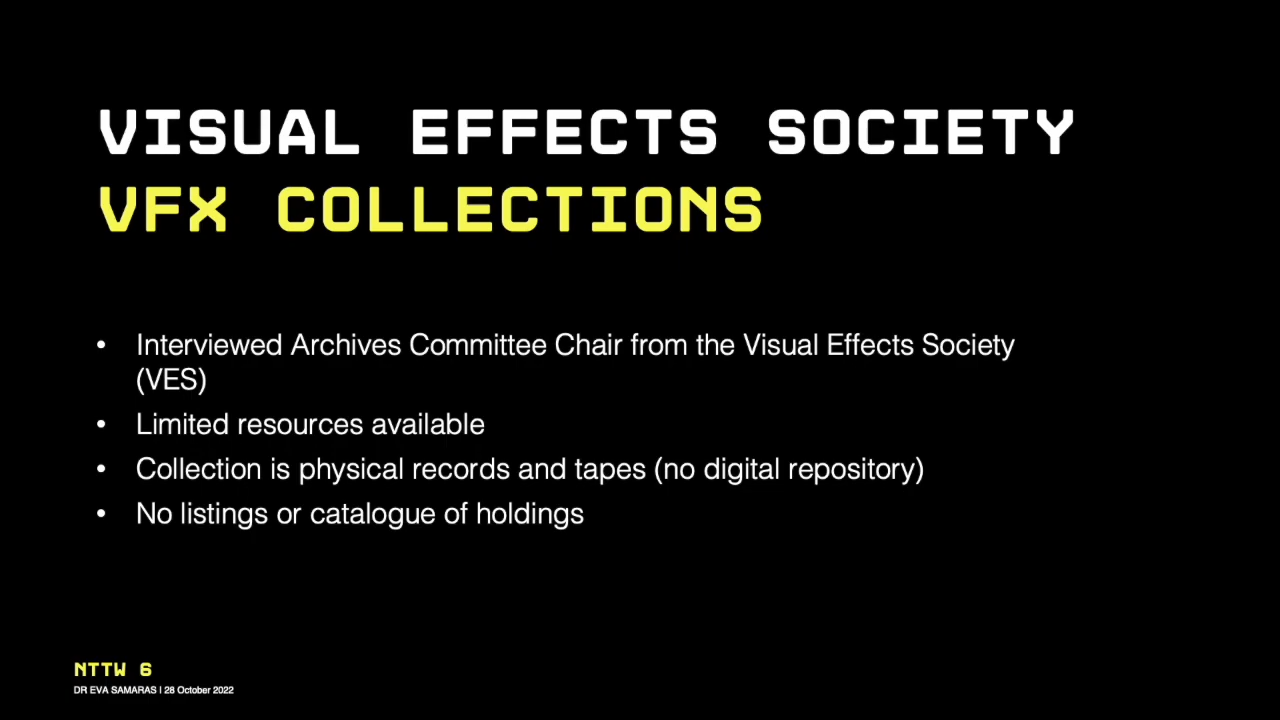 VISUAL EFFECTS SOCIETY
VFX COLLECTIONS
• Interviewed Archives Committee Chair from the Visual Effects Society
(VES)
• Limited resources available
• Collection is physical records and tapes (no digital repository)
• No listings or catalogue of holdings
NTTW 6
DR EVA SAMARAS | 28 October 2022